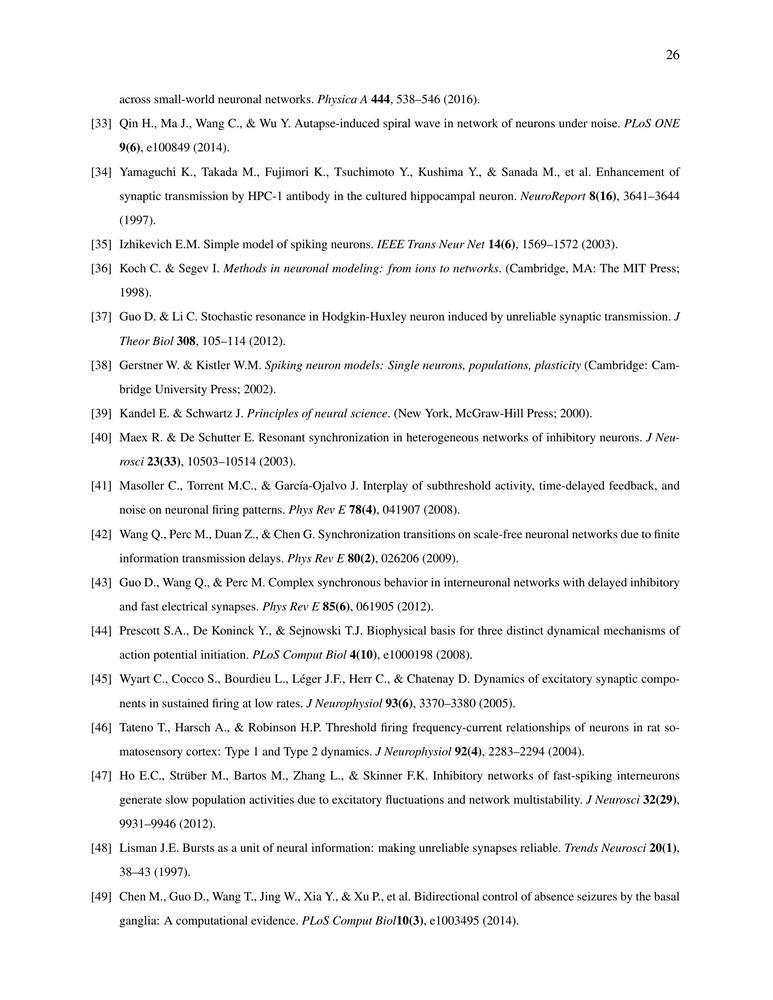 26
across small-world neuronal networks. Physica A 444, 538–546 (2016).
[33] Qin H., Ma J., Wang C., & Wu Y. Autapse-induced spiral wave in network of neurons under noise. PLoS ONE
9(6), e100849 (2014).
[34] Yamaguchi K., Takada M., Fujimori K., Tsuchimoto Y., Kushima Y., & Sanada M., et al. Enhancement of
synaptic transmission by HPC-1 antibody in the cultured hippocampal neuron. NeuroReport 8(16), 3641–3644
(1997).
[35] Izhikevich E.M. Simple model of spiking neurons. IEEE Trans Neur Net 14(6), 1569–1572 (2003).
[36] Koch C. & Segev I. Methods in neuronal modeling: from ions to networks. (Cambridge, MA: The MIT Press;
1998).
[37] Guo D. & Li C. Stochastic resonance in Hodgkin-Huxley neuron induced by unreliable synaptic transmission. J
Theor Biol 308, 105–114 (2012).
[38] Gerstner W. & Kistler W.M. Spiking neuron models: Single neurons, populations, plasticity (Cambridge: Cam-
bridge University Press; 2002).
[39] Kandel E. & Schwartz J. Principles of neural science. (New York, McGraw-Hill Press; 2000).
[40] Maex R. & De Schutter E. Resonant synchronization in heterogeneous networks of inhibitory neurons. J Neu-
rosci 23(33), 10503–10514 (2003).
[41] Masoller C., Torrent M.C., & García-Ojalvo J. Interplay of subthreshold activity, time-delayed feedback, and
noise on neuronal firing patterns. Phys Rev E 78(4), 041907 (2008).
[42] Wang Q., Perc M., Duan Z., & Chen G. Synchronization transitions on scale-free neuronal networks due to finite
information transmission delays. Phys Rev E 80(2), 026206 (2009).
[43] Guo D., Wang Q., & Perc M. Complex synchronous behavior in interneuronal networks with delayed inhibitory
and fast electrical synapses. Phys Rev E 85(6), 061905 (2012).
[44] Prescott S.A., De Koninck Y., & Sejnowski T.J. Biophysical basis for three distinct dynamical mechanisms of
action potential initiation. PLoS Comput Biol 4(10), e1000198 (2008).
[45] Wyart C., Cocco S., Bourdieu L., Léger J.F., Herr C., & Chatenay D. Dynamics of excitatory synaptic compo-
nents in sustained firing at low rates. J Neurophysiol 93(6), 3370–3380 (2005).
[46] Tateno T., Harsch A., & Robinson H.P. Threshold firing frequency-current relationships of neurons in rat so-
matosensory cortex: Type 1 and Type 2 dynamics. J Neurophysiol 92(4), 2283–2294 (2004).
[47] Ho E.C., Strüber M., Bartos M., Zhang L., & Skinner F.K. Inhibitory networks of fast-spiking interneurons
generate slow population activities due to excitatory fluctuations and network multistability. J Neurosci 32(29),
9931–9946 (2012).
[48] Lisman J.E. Bursts as a unit of neural information: making unreliable synapses reliable. Trends Neurosci 20(1),
38–43 (1997).
[49] Chen M., Guo D., Wang T., Jing W., Xia Y., & Xu P., et al. Bidirectional control of absence seizures by the basal
ganglia: A computational evidence. PLoS Comput Biol10(3), e1003495 (2014).